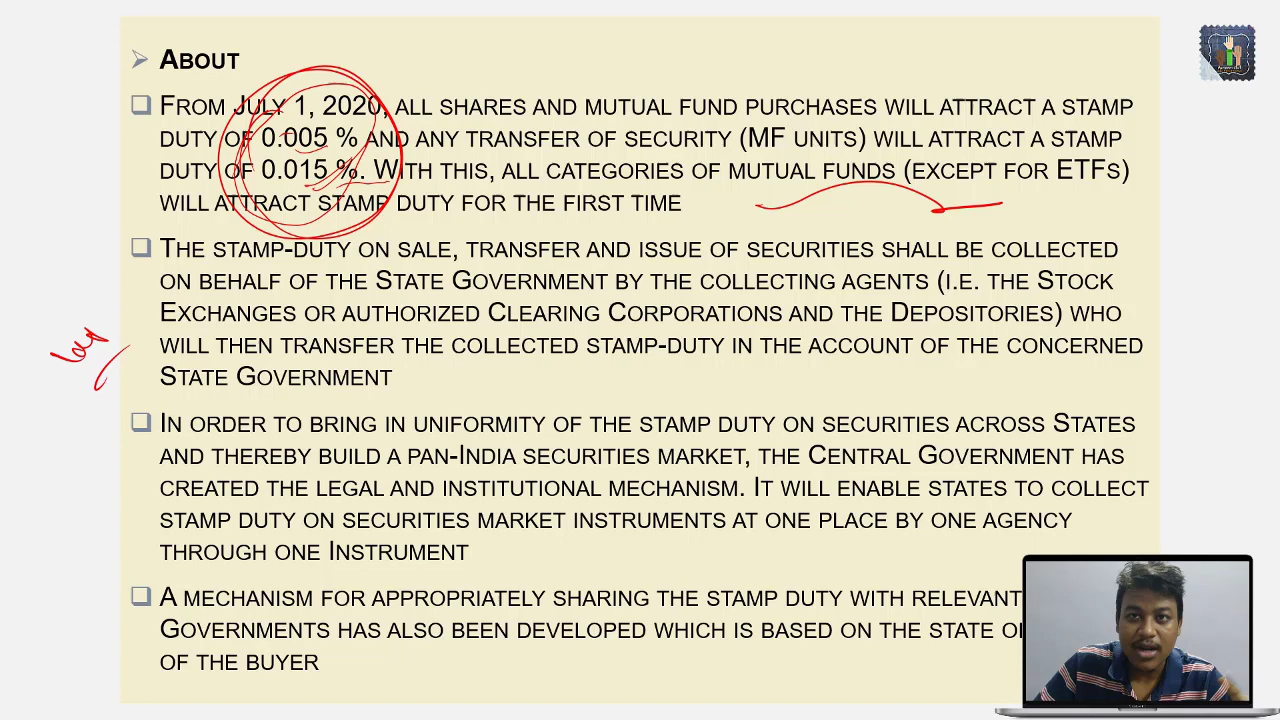 ABOUT
FROM JULY 1, 2020, ALL SHARES AND MUTUAL FUND PURCHASES WILL ATTRACT A STAMP
DUTY OF 0.005 % AND ANY TRANSFER OF SECURITY (MF UNITS) WILL ATTRACT A STAMP
DUTY OF 0.015 %. WITH THIS, ALL CATEGORIES OF MUTUAL FUNDS (EXCEPT FOR ETFS)
WILL ATTRACT STAMP DUTY FOR THE FIRST TIME
THE STAMP-DUTY ON SALE, TRANSFER AND ISSUE OF SECURITIES SHALL BE COLLECTED
ON BEHALF OF THE STATE GOVERNMENT BY THE COLLECTING AGENTS (I.E. THE STOCK
EXCHANGES OR AUTHORIZED CLEARING CORPORATIONS AND THE DEPOSITORIES) WHO
WILL THEN TRANSFER THE COLLECTED STAMP-DUTY IN THE ACCOUNT OF THE CONCERNED
STATE GOVERNMENT
IN ORDER TO BRING IN UNIFORMITY OF THE STAMP DUTY ON SECURITIES ACROSS STATES
AND THEREBY BUILD A PAN-INDIA SECURITIES MARKET, THE CENTRAL GOVERNMENT HAS
CREATED THE LEGAL AND INSTITUTIONAL MECHANISM. IT WILL ENABLE STATES TO COLLECT
STAMP DUTY ON SECURITIES MARKET INSTRUMENTS AT ONE PLACE BY ONE AGENCY
THROUGH ONE INSTRUMENT
A MECHANISM FOR APPROPRIATELY SHARING THE STAMP DUTY WITH RELEVANT
GOVERNMENTS HAS ALSO BEEN DEVELOPED WHICH IS BASED ON THE STATE
OF THE BUYER